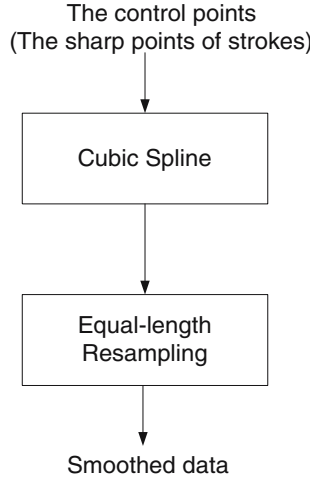 The control points
(The sharp points of strokes)
Cubic Spline
Equal-length
Resampling
Smoothed data